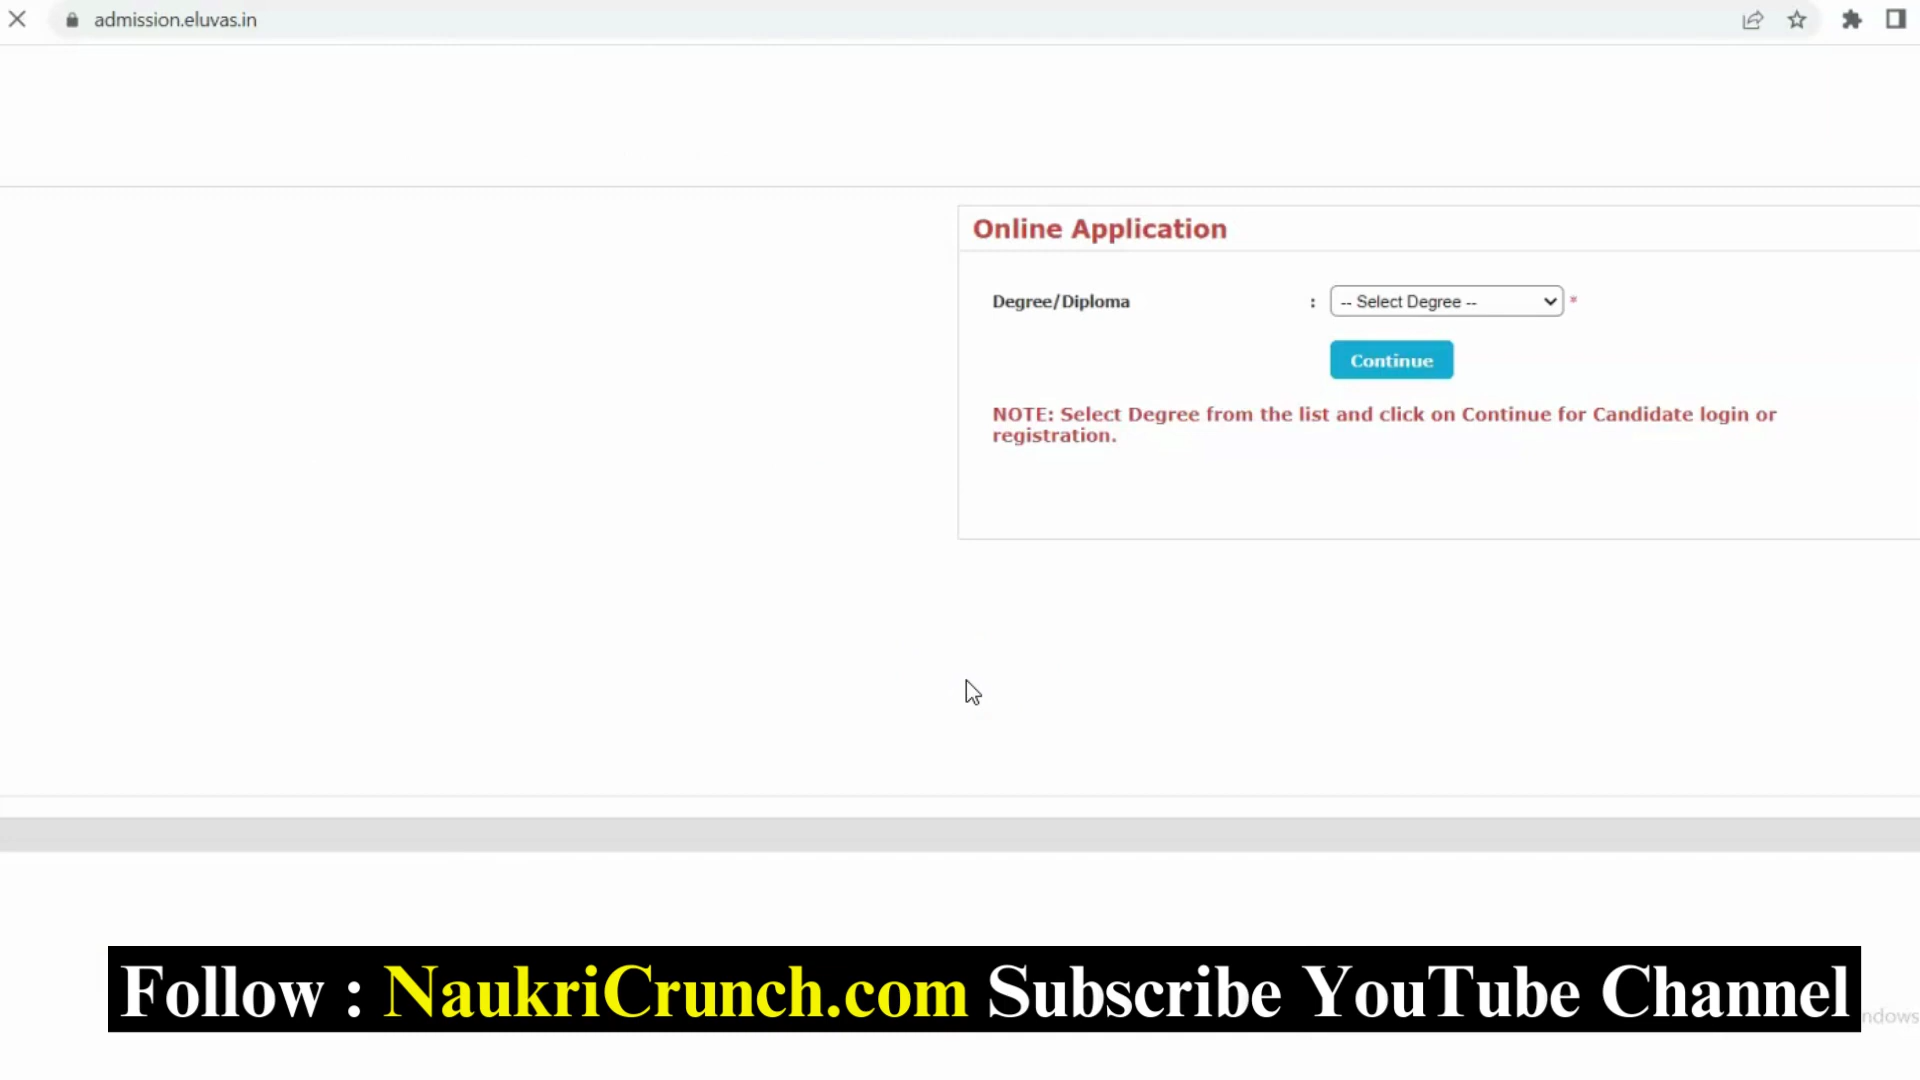 admission.eluvas.in
Online Application
Degree/Diploma : -- Select Degree -- *
Continue
NOTE: Select Degree from the list and click on Continue for Candidate login or
registration.
Follow : NaukriCrunch.com Subscribe YouTube Channel